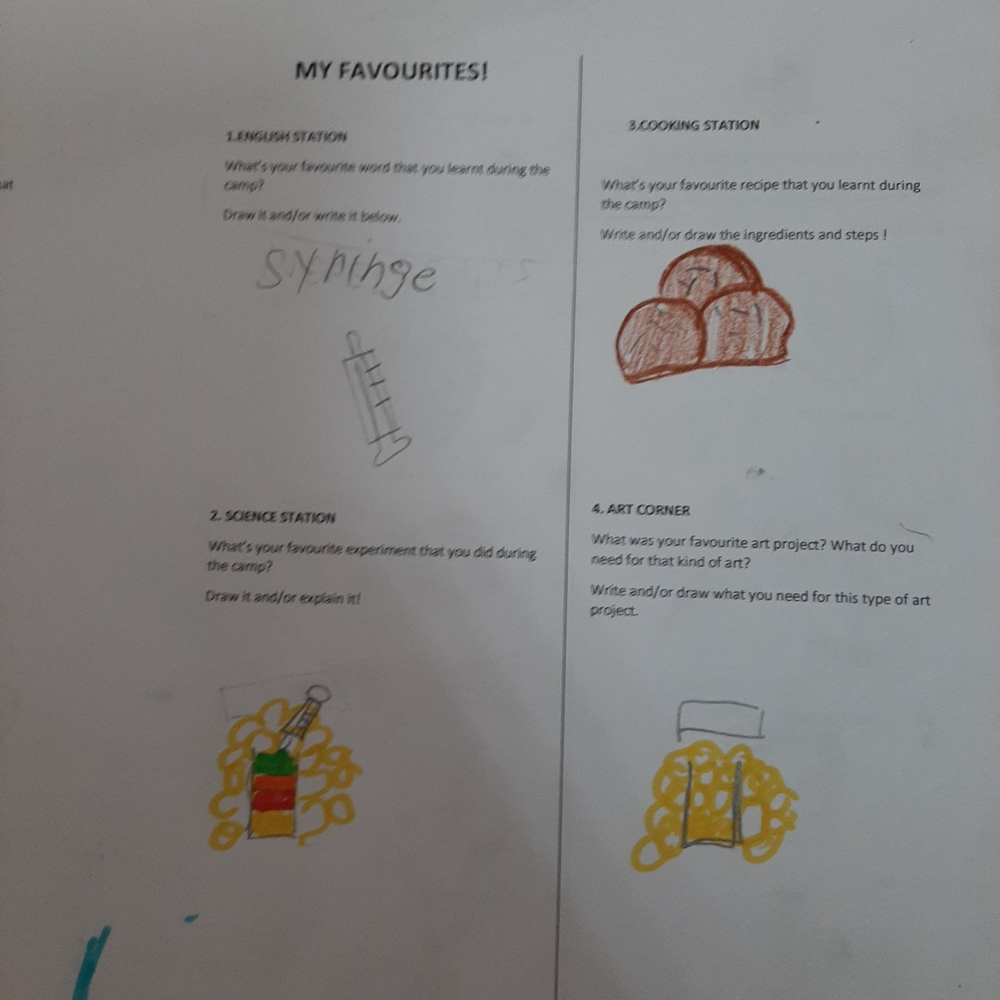 MY FAVOURITES!
1.ENGLISH STATION
What's your favourite word that you learnt during the
camp?
Draw it and/or write it below.
syringe
2. SCIENCE STATION
What's your favourite experiment that you did during
the camp?
Draw it and/or explain it!
3.COOKING STATION
What's your favourite recipe that you learnt during
the camp?
Write and/or draw the ingredients and steps !
4. ART CORNER
What was your favourite art project? What do you
need for that kind of art?
Write and/or draw what you need for this type of art
project.